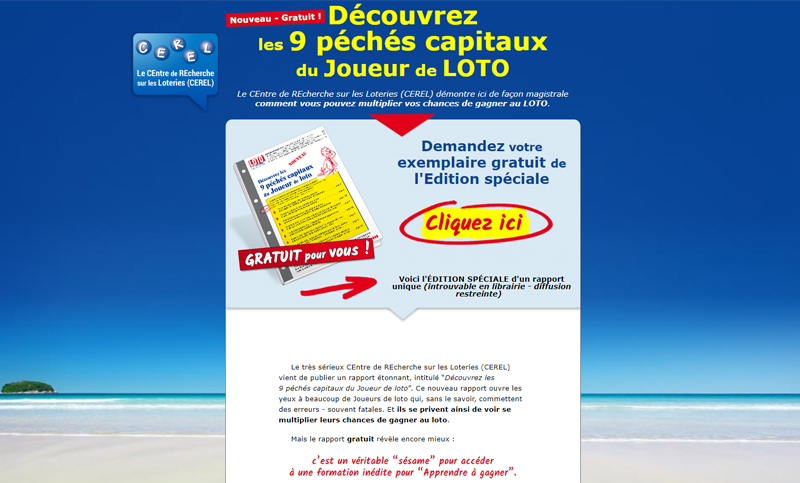 Nouveau - Gratuit !
Découvrez
les 9 péchés capitaux
du Joueur de LOTO
CEREL
Le CEntre de REcherche
sur les Loteries (CEREL)
Le CEntre de REcherche sur les Loteries (CEREL) démontre ici de façon magistrale
comment vous pouvez multiplier vos chances de gagner au LOTO.
LOTO
Découvrez les
9 péchés capitaux
du Joueur de loto
GRATUIT pour vous !
Demandez votre
exemplaire gratuit de
l'Edition spéciale
Cliquez ici
Voici l'ÉDITION SPÉCIALE d'un rapport
unique (introuvable en librairie - diffusion
restreinte)
Le très sérieux CEntre de REcherche sur les Loteries (CEREL)
vient de publier un rapport étonnant, intitulé “Découvrez les
9 péchés capitaux du Joueur de loto”. Ce nouveau rapport ouvre les
yeux à beaucoup de Joueurs de loto qui, sans le savoir, commettent
des erreurs - souvent fatales. Et ils se privent ainsi de voir se
multiplier leurs chances de gagner au loto.
Mais le rapport gratuit révèle encore mieux :
c'est un véritable “sésame” pour accéder
à une formation inédite pour “Apprendre à gagner”.